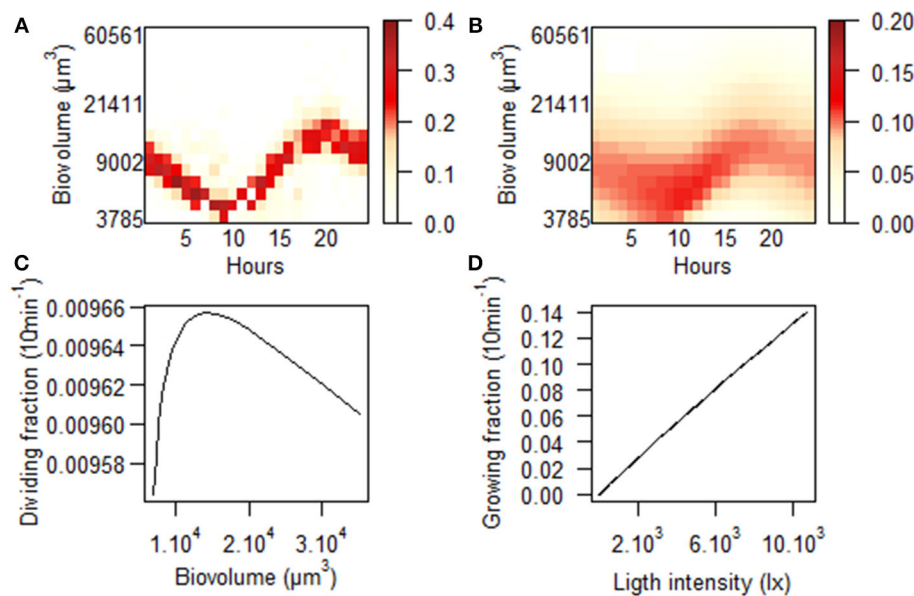 A
Biovolume (µm³)
60561
21411
9002
3785
5 10 15 20
Hours
0.4
0.3
0.2
0.1
0.0
B
Biovolume (µm³)
60561
21411
9002
3785
5 10 15 20
Hours
0.20
0.15
0.10
0.05
0.00
C
Dividing fraction (10min⁻¹)
0.00966
0.00964
0.00962
0.00960
0.00958
1.10⁴ 2.10⁴ 3.10⁴
Biovolume (µm³)
D
Growing fraction (10min⁻¹)
0.14
0.12
0.10
0.08
0.06
0.04
0.02
0.00
2.10³ 6.10³ 10.10³
Ligth intensity (lx)